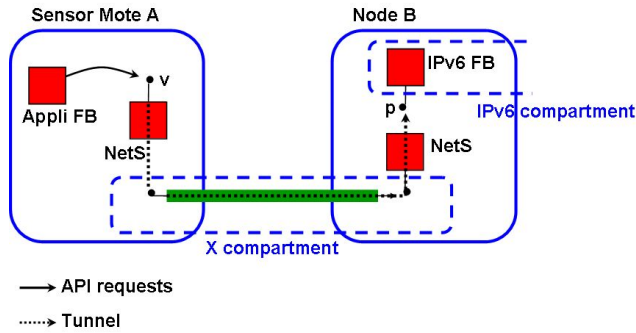 Sensor Mote A
Node B
Appli FB
v
NetS
IPv6 FB
p
IPv6 compartment
NetS
X compartment
API requests
Tunnel